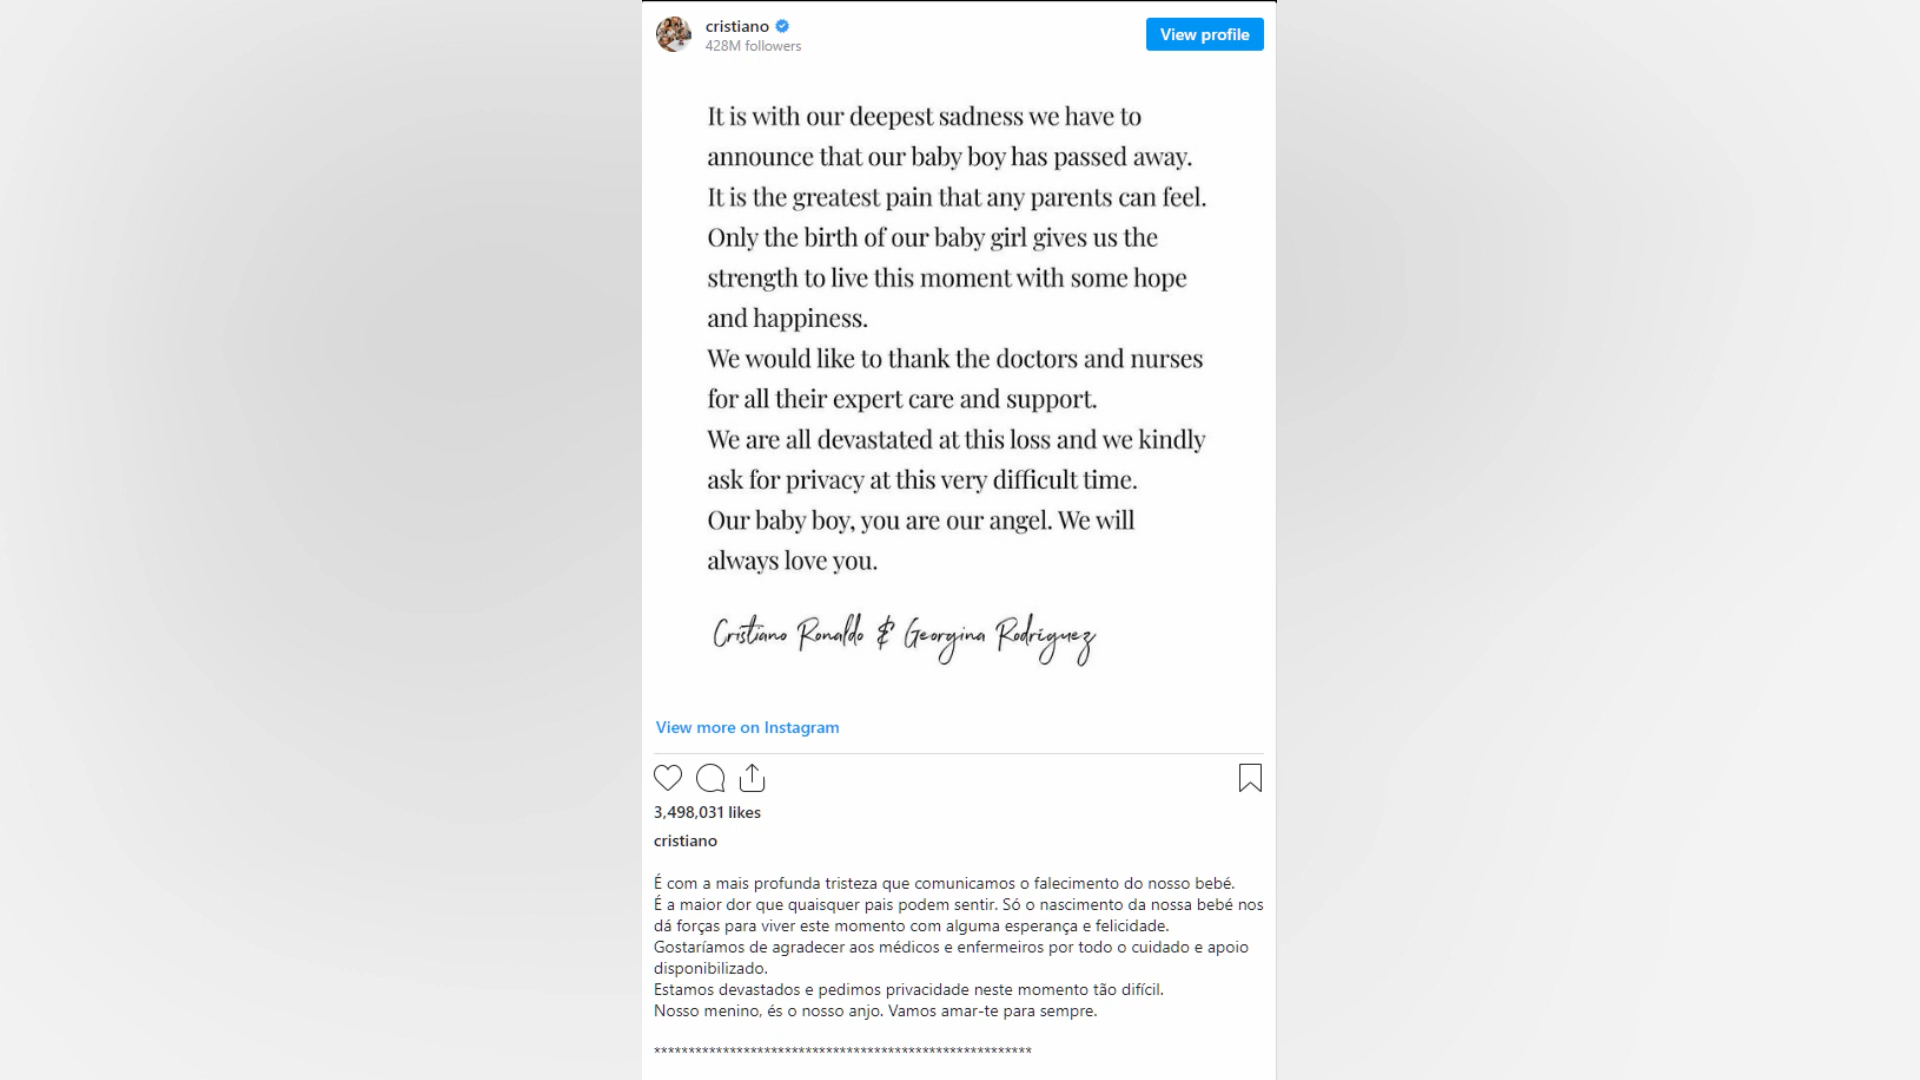 cristiano
428M followers
View profile
It is with our deepest sadness we have to
announce that our baby boy has passed away.
It is the greatest pain that any parents can feel.
Only the birth of our baby girl gives us the
strength to live this moment with some hope
and happiness.
We would like to thank the doctors and nurses
for all their expert care and support.
We are all devastated at this loss and we kindly
ask for privacy at this very difficult time.
Our baby boy, you are our angel. We will
always love you.
Cristiano Ronaldo & Georgina Rodriguez
View more on Instagram
3,498,031 likes
cristiano
É com a mais profunda tristeza que comunicamos o falecimento do nosso bebé.
É a maior dor que quaisquer pais podem sentir. Só o nascimento da nossa bebé nos
dá forças para viver este momento com alguma esperança e felicidade.
Gostaríamos de agradecer aos médicos e enfermeiros por todo o cuidado e apoio
disponibilizado.
Estamos devastados e pedimos privacidade neste momento tão difícil.
Nosso menino, és o nosso anjo. Vamos amar-te para sempre.
*******************************************************